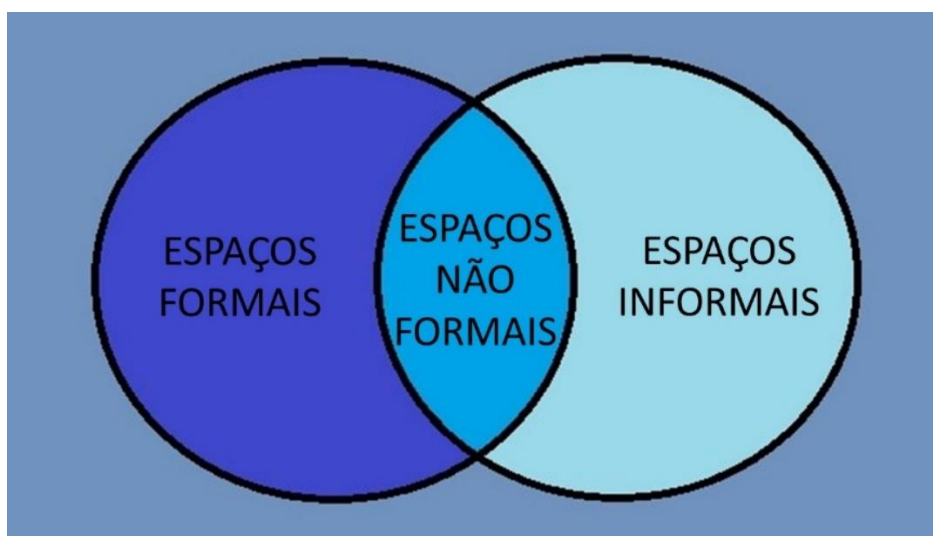 ESPAÇOS
FORMAIS
ESPAÇOS
NÃO
FORMAIS
ESPAÇOS
INFORMAIS